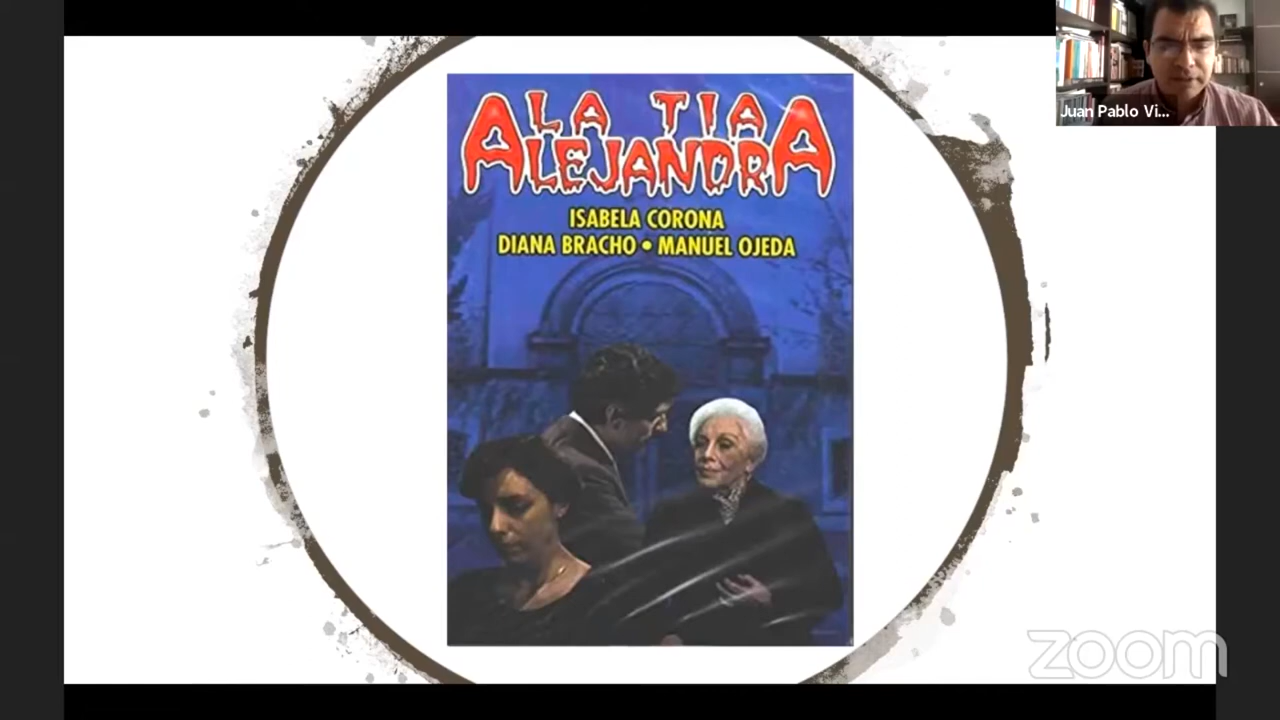 LA TIA
ALEJANDRA
ISABELA CORONA
DIANA BRACHO • MANUEL OJEDA
Juan Pablo Vi...
zoom